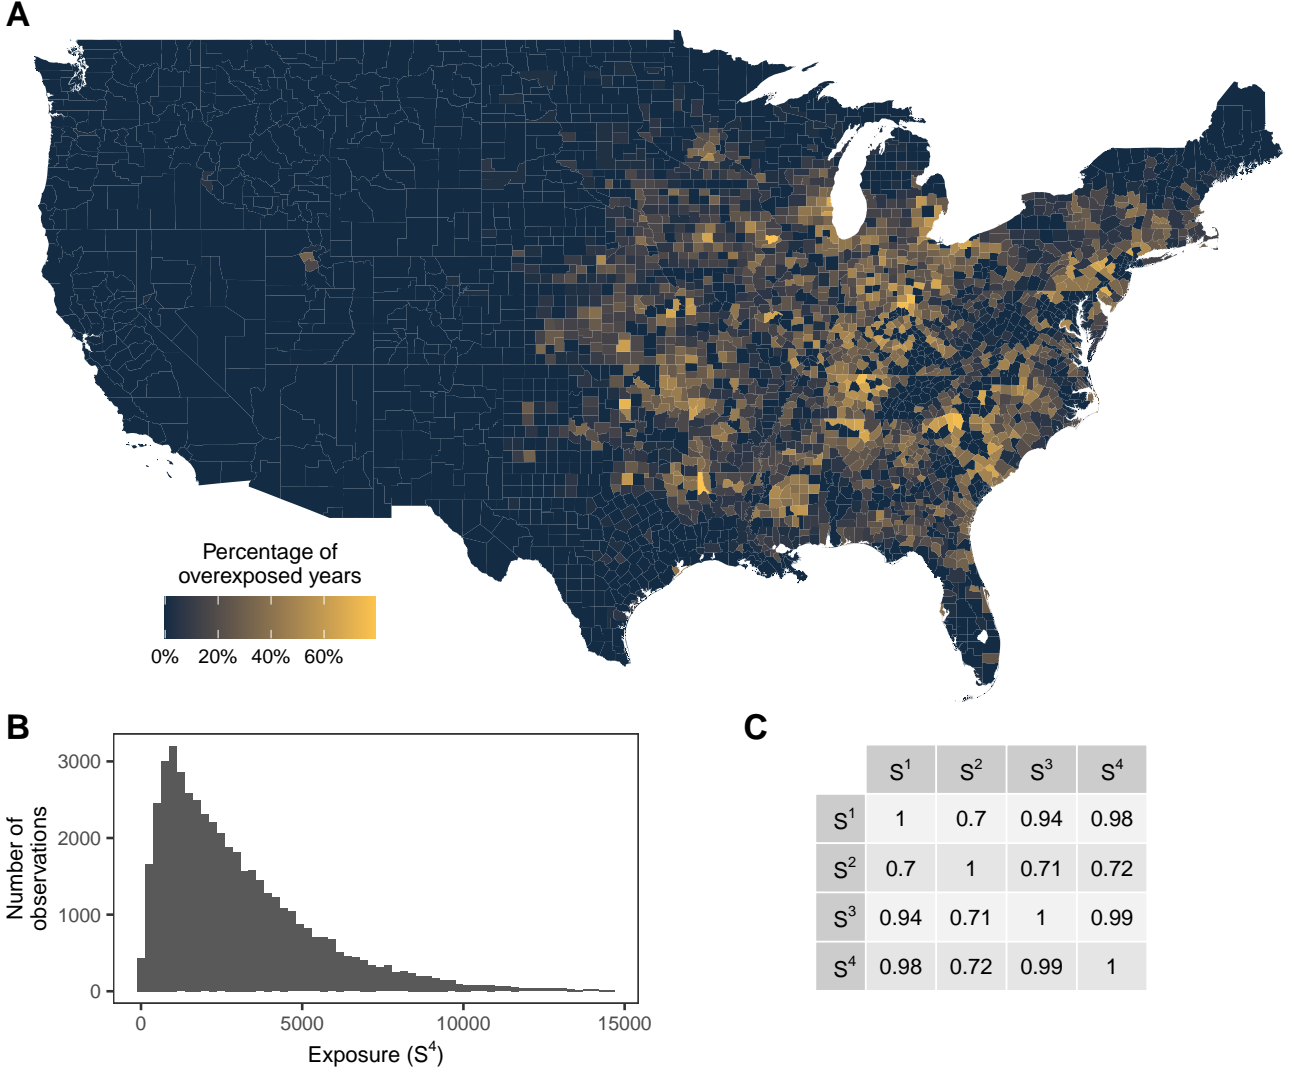 A
Percentage of
overexposed years
0% 20% 40% 60%
B
Number of
observations
3000
2000
1000
0
0 5000 10000 15000
Exposure (S⁴)
C
S¹ S² S³ S⁴
S¹ 1 0.7 0.94 0.98
S² 0.7 1 0.71 0.72
S³ 0.94 0.71 1 0.99
S⁴ 0.98 0.72 0.99 1